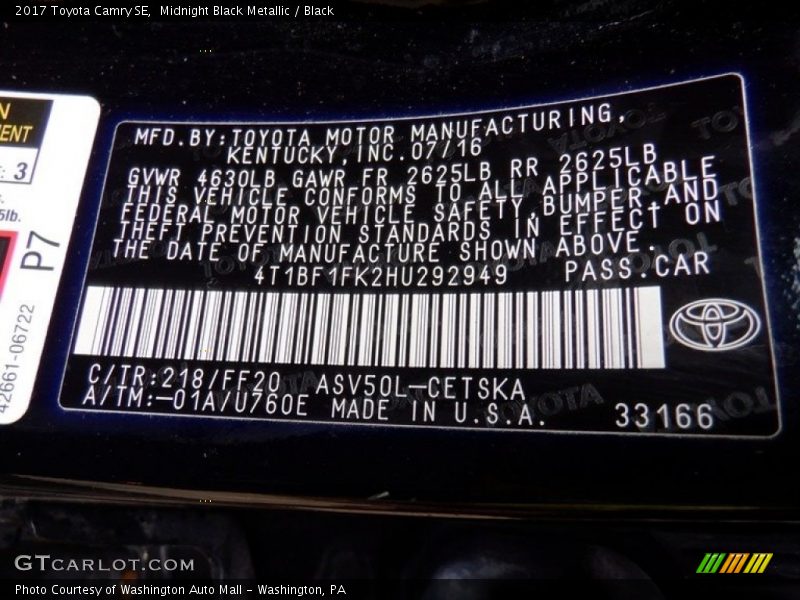 2017 Toyota Camry SE,  Midnight Black Metallic / Black
MFD.BY:TOYOTA MOTOR MANUFACTURING,
KENTUCKY,INC.07/16
GVWR 4630LB GAWR FR 2625LB RR 2625LB
THIS VEHICLE CONFORMS TO ALL APPLICABLE
FEDERAL MOTOR VEHICLE SAFETY,BUMPER,AND
THEFT PREVENTION STANDARDS IN EFFECT ON
THE DATE OF MANUFACTURE SHOWN ABOVE.
4T1BF1FK2HU292949 PASS.CAR
C/TR:218/FF20 ASV50L-CETSKA
A/TM:-01A/U760E MADE IN U.S.A.
33166
: 3
5lb.
P7
42661-06722
GTCARLOT.COM
Photo Courtesy of Washington Auto Mall - Washington, PA